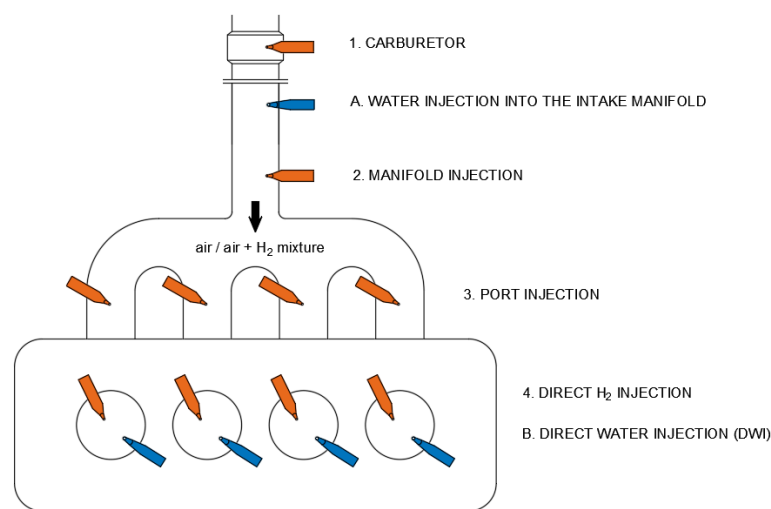 1. CARBURETOR
A. WATER INJECTION INTO THE INTAKE MANIFOLD
2. MANIFOLD INJECTION
air / air + H₂ mixture
3. PORT INJECTION
4. DIRECT H₂ INJECTION
B. DIRECT WATER INJECTION (DWI)